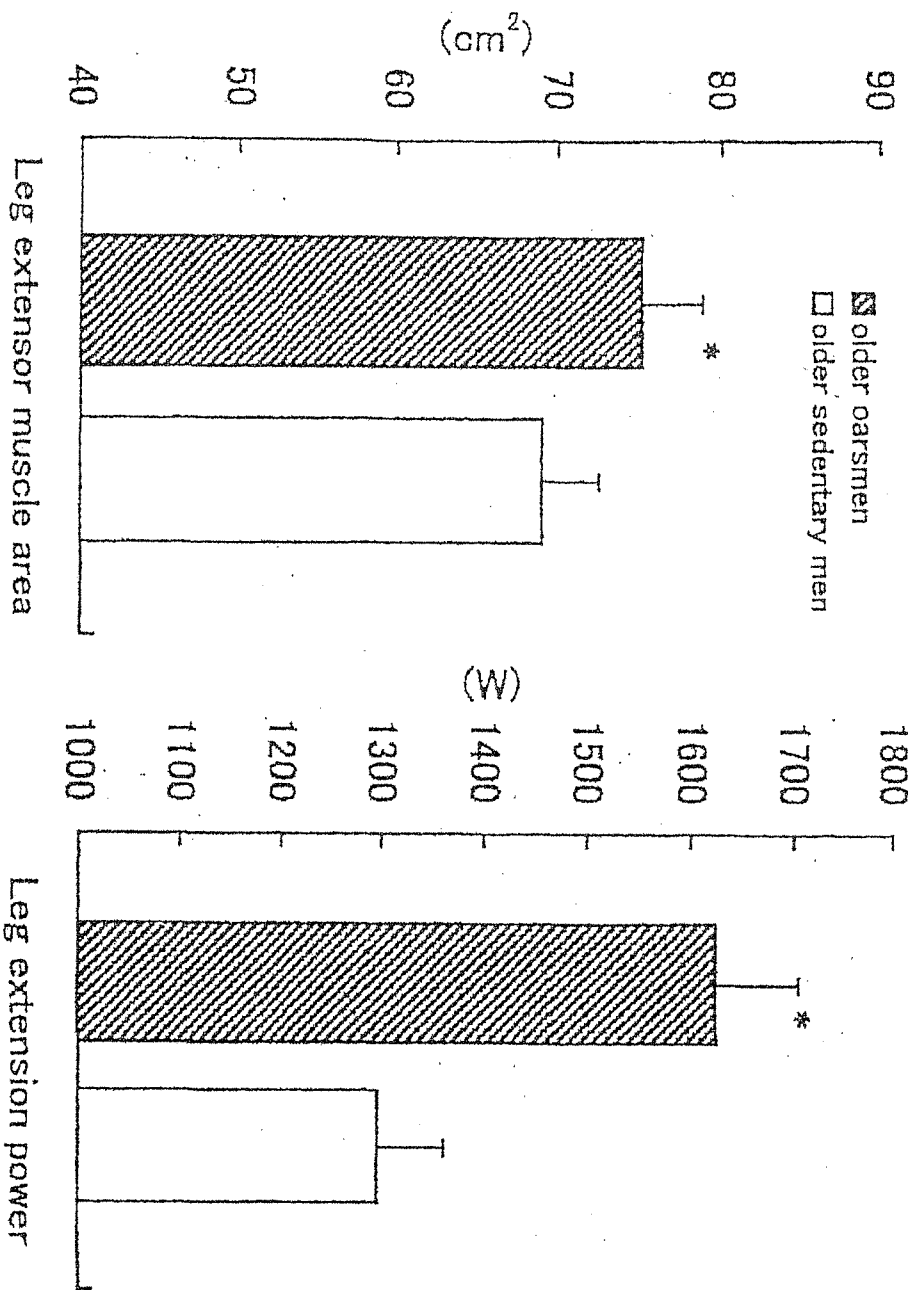 (cm²)
90
80
70
60
50
40
older oarsmen
older sedentary men
*
Leg extensor muscle area
(W)
1800
1700
1600
1500
1400
1300
1200
1100
1000
*
Leg extension power